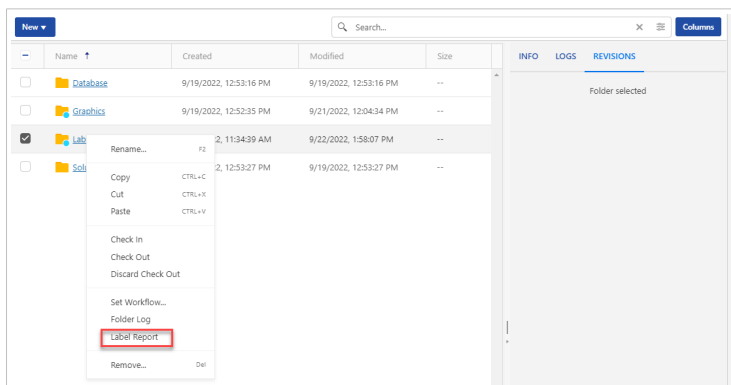 New
Search...
Columns
Name Created Modified Size
INFO LOGS REVISIONS
Folder selected
Database 9/19/2022, 12:53:16 PM 9/19/2022, 12:53:16 PM --
Graphics 9/19/2022, 12:52:35 PM 9/21/2022, 12:04:34 PM --
Lab 2, 11:34:39 AM 9/22/2022, 1:58:07 PM --
Solu 2, 12:53:27 PM 9/19/2022, 12:53:27 PM --
Rename... F2
Copy CTRL+C
Cut CTRL+X
Paste CTRL+V
Check In
Check Out
Discard Check Out
Set Workflow...
Folder Log
Label Report
Remove... Del